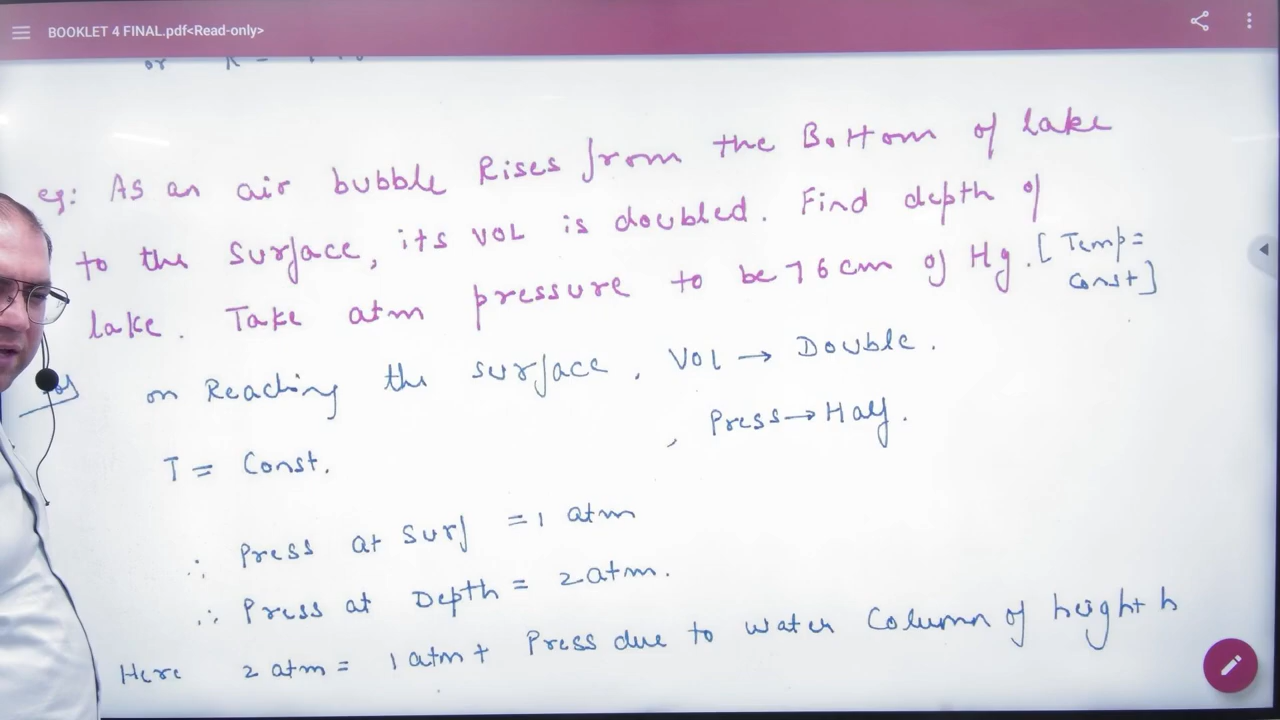 BOOKLET 4 FINAL.pdf<Read-only>
or
eg: As an air bubble Rises from the Bottom of lake
to the surface, its VOL is doubled. Find depth of
lake. Take atm pressure to be 76 cm of Hg. [Temp=
const]
on Reaching the surface, Vol → Double.
, Press → Half.
T = Const.
∴ Press at Surf = 1 atm
∴ Press at Depth = 2 atm.
Here 2 atm = 1 atm + Press due to water Column of height h